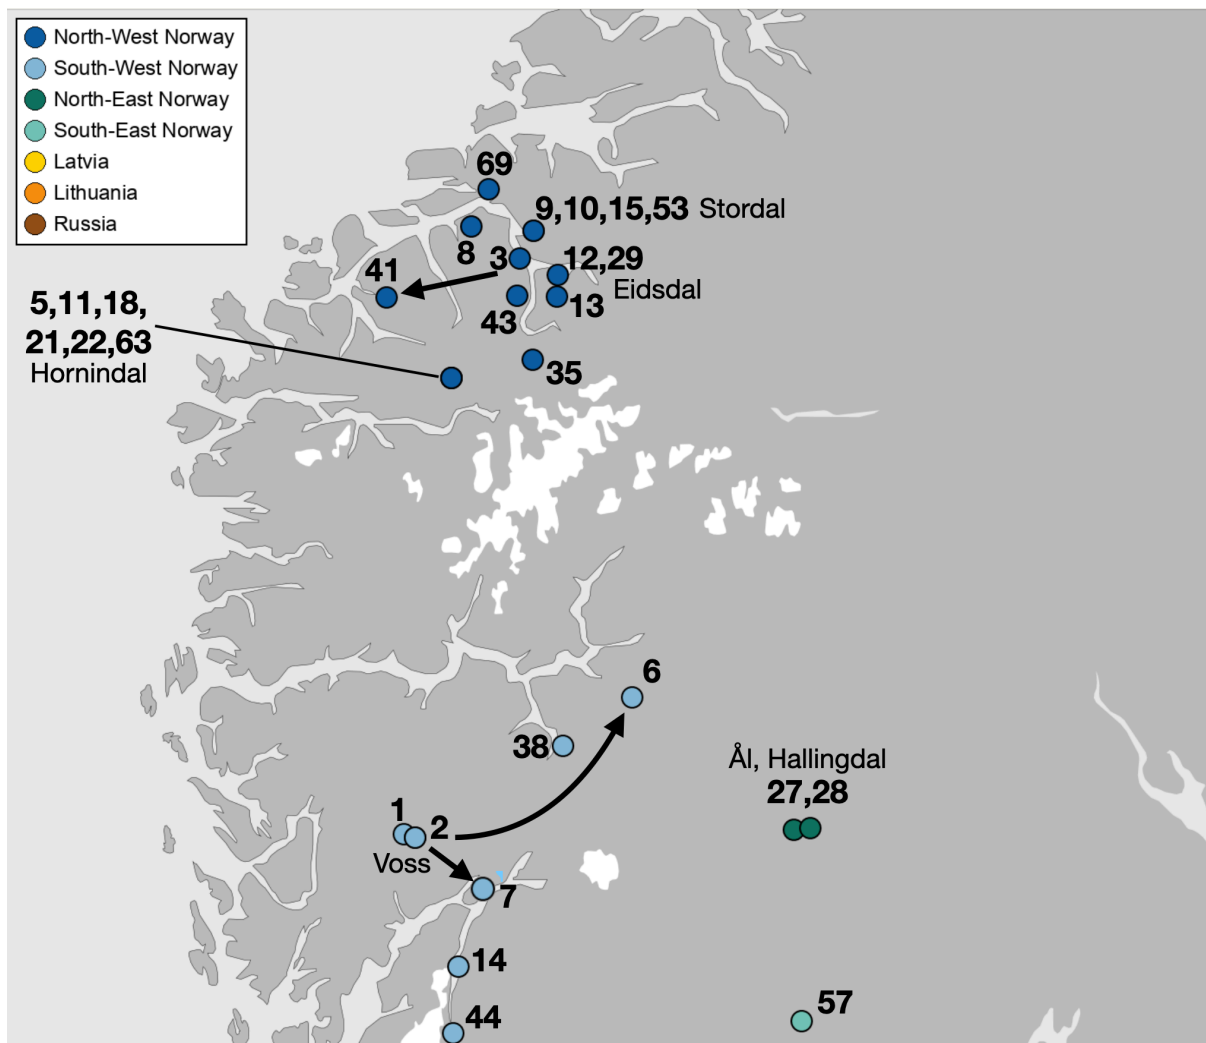 North-West Norway
South-West Norway
North-East Norway
South-East Norway
Latvia
Lithuania
Russia
69
9,10,15,53 Stordal
8
3
12,29
41
Eidsdal
13
43
5,11,18,
21,22,63
Hornindal
35
6
38
Ål, Hallingdal
27,28
1
2
Voss
7
14
57
44